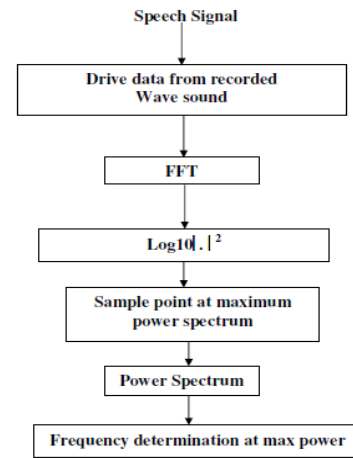 Speech Signal
Drive data from recorded
Wave sound
FFT
Log10|.|²
Sample point at maximum
power spectrum
Power Spectrum
Frequency determination at max power